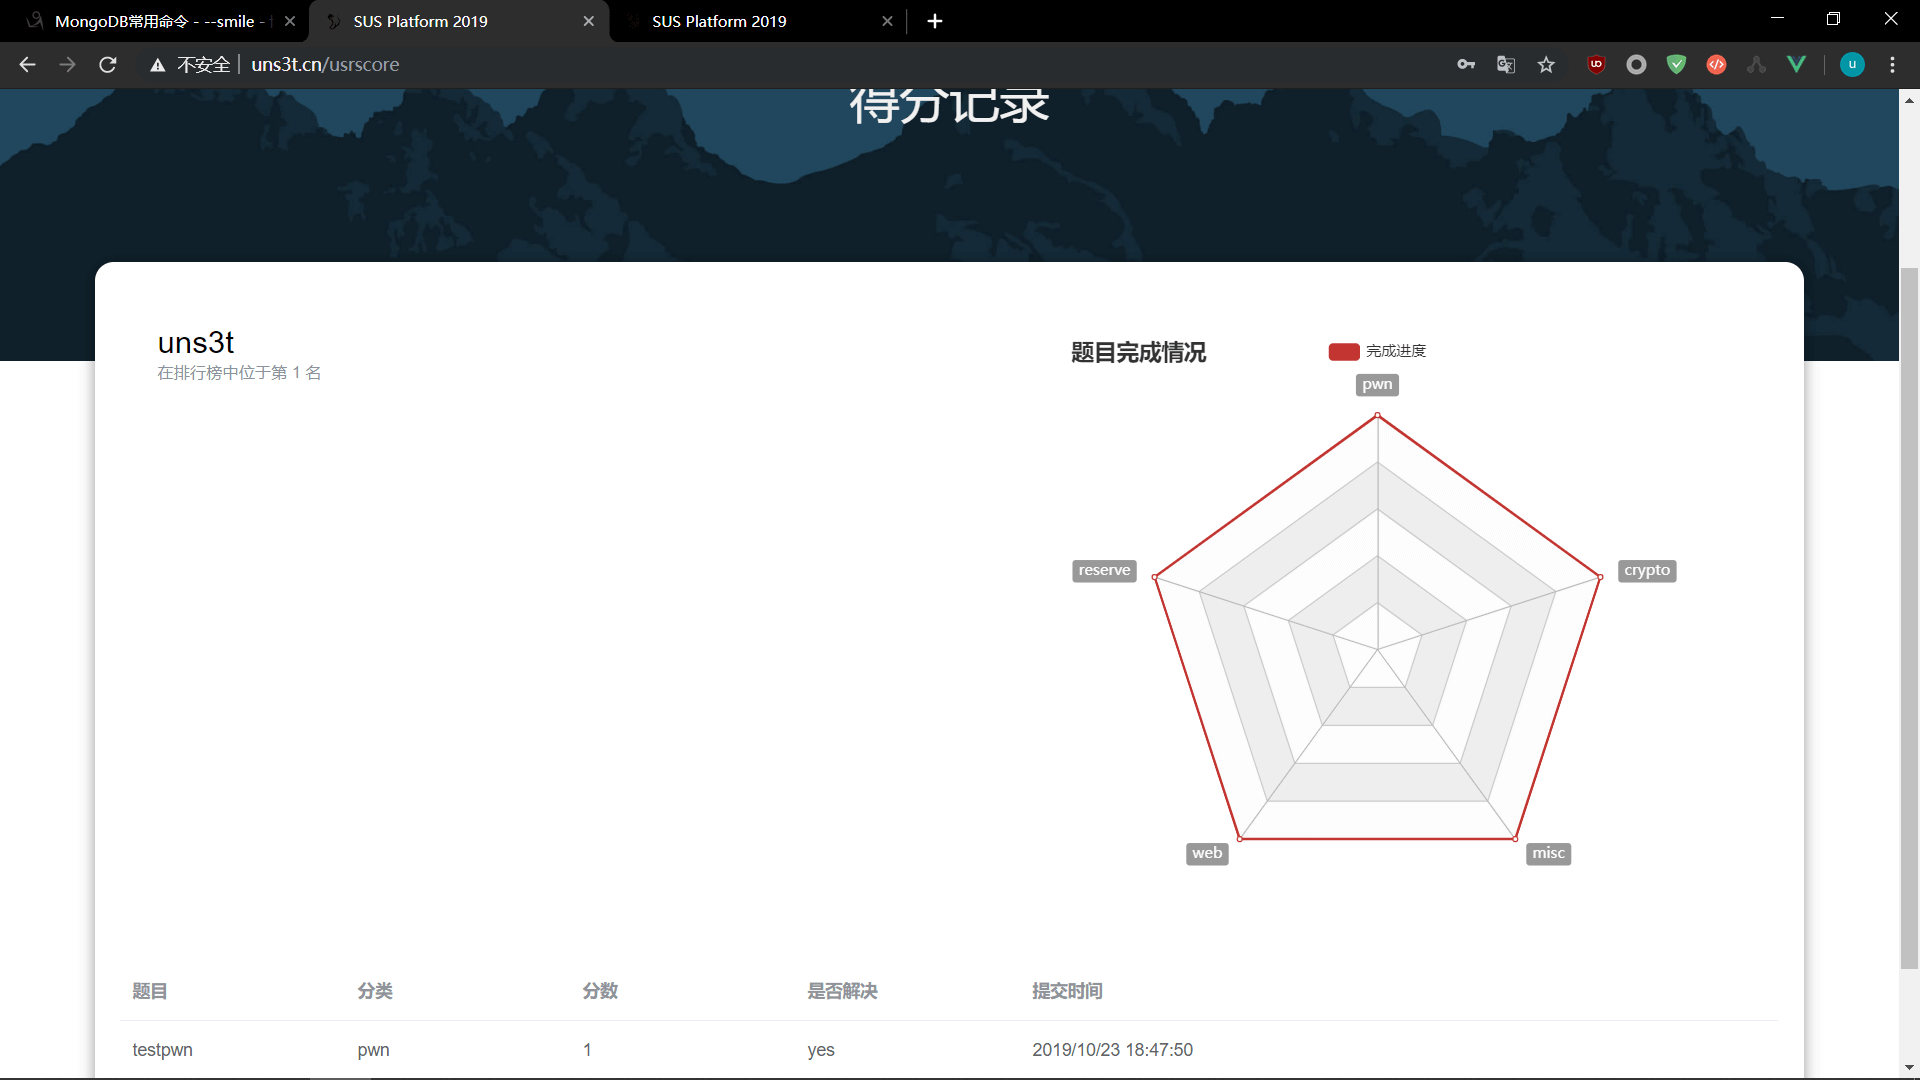 MongoDB常用命令 - --smile -
SUS Platform 2019
SUS Platform 2019
不安全 | uns3t.cn/usrscore
u
得分记录
uns3t
在排行榜中位于第 1 名
题目完成情况
完成进度
pwn
reserve
crypto
web
misc
题目 分类 分数 是否解决 提交时间
testpwn pwn 1 yes 2019/10/23 18:47:50